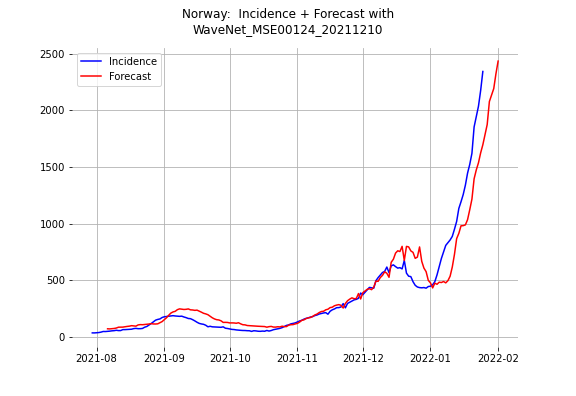 Norway:  Incidence + Forecast with
WaveNet_MSE00124_20211210
Incidence
Forecast
2500
2000
1500
1000
500
0
2021-08 2021-09 2021-10 2021-11 2021-12 2022-01 2022-02